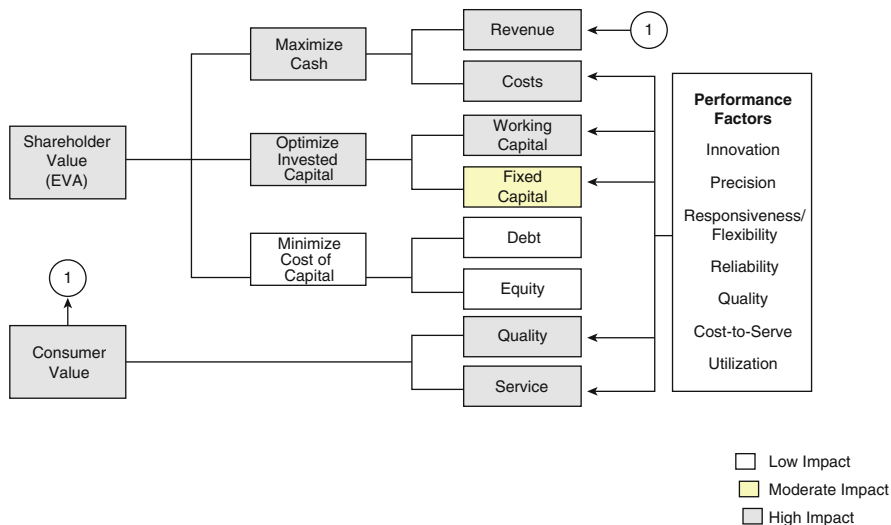 Shareholder
Value
(EVA)
Maximize
Cash
Optimize
Invested
Capital
Minimize
Cost of
Capital
Revenue
1
Costs
Working
Capital
Fixed
Capital
Debt
Equity
1
Consumer
Value
Quality
Service
Performance
Factors
Innovation
Precision
Responsiveness/
Flexibility
Reliability
Quality
Cost-to-Serve
Utilization
Low Impact
Moderate Impact
High Impact